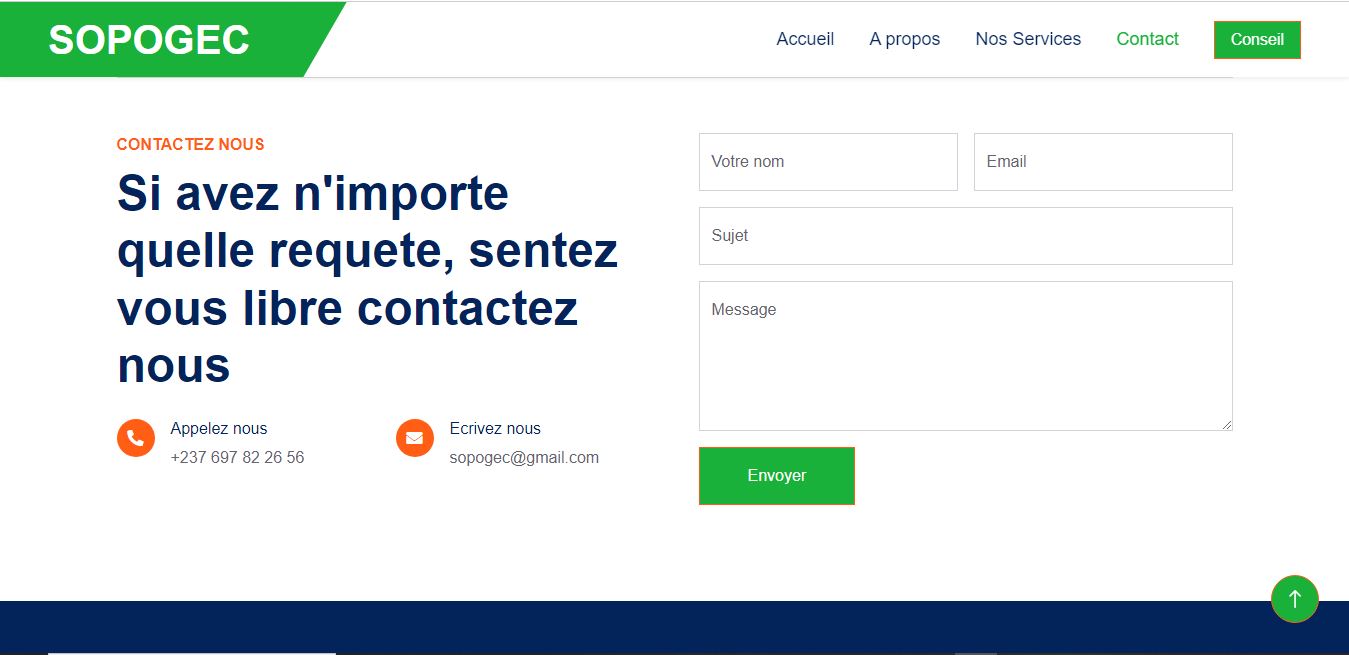 SOPOGEC
Accueil
A propos
Nos Services
Contact
Conseil
CONTACTEZ NOUS
Si avez n'importe
quelle requete, sentez
vous libre contactez
nous
Appelez nous
+237 697 82 26 56
Ecrivez nous
sopogec@gmail.com
Votre nom
Email
Sujet
Message
Envoyer